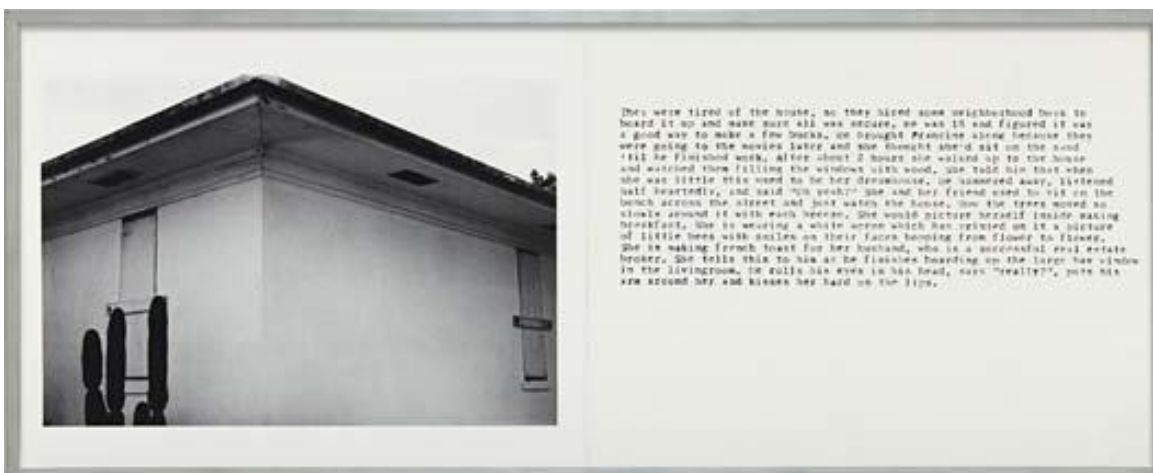 They were tired of the house, so they hired some neighborhood boys to
board it up and make sure all was secure. He was 15 and figured it was
a good way to make a few bucks. He brought Francine along because they
were going to the movies later and she thought she'd sit on the sand
'til he finished work. After about 2 hours she walked up to the house
and watched them filling the windows with wood. She told him that when
she was little this used to be her dreamhouse. He hammered away, listened
half heartedly, and said "Oh yeah?" She and her friend used to sit on the
bench across the street and just watch the house. How the trees moved so
slowly around it with each breeze. She would picture herself inside making
breakfast. She is wearing a white apron which has printed on it a picture
of little bees with smiles on their faces hopping from flower to flower.
She is making french toast for her husband, who is a successful real estate
broker. She tells this to him as he finishes boarding up the large bay window
in the livingroom. He rolls his eyes in his head, says "really?", puts his
arm around her and kisses her hard on the lips.